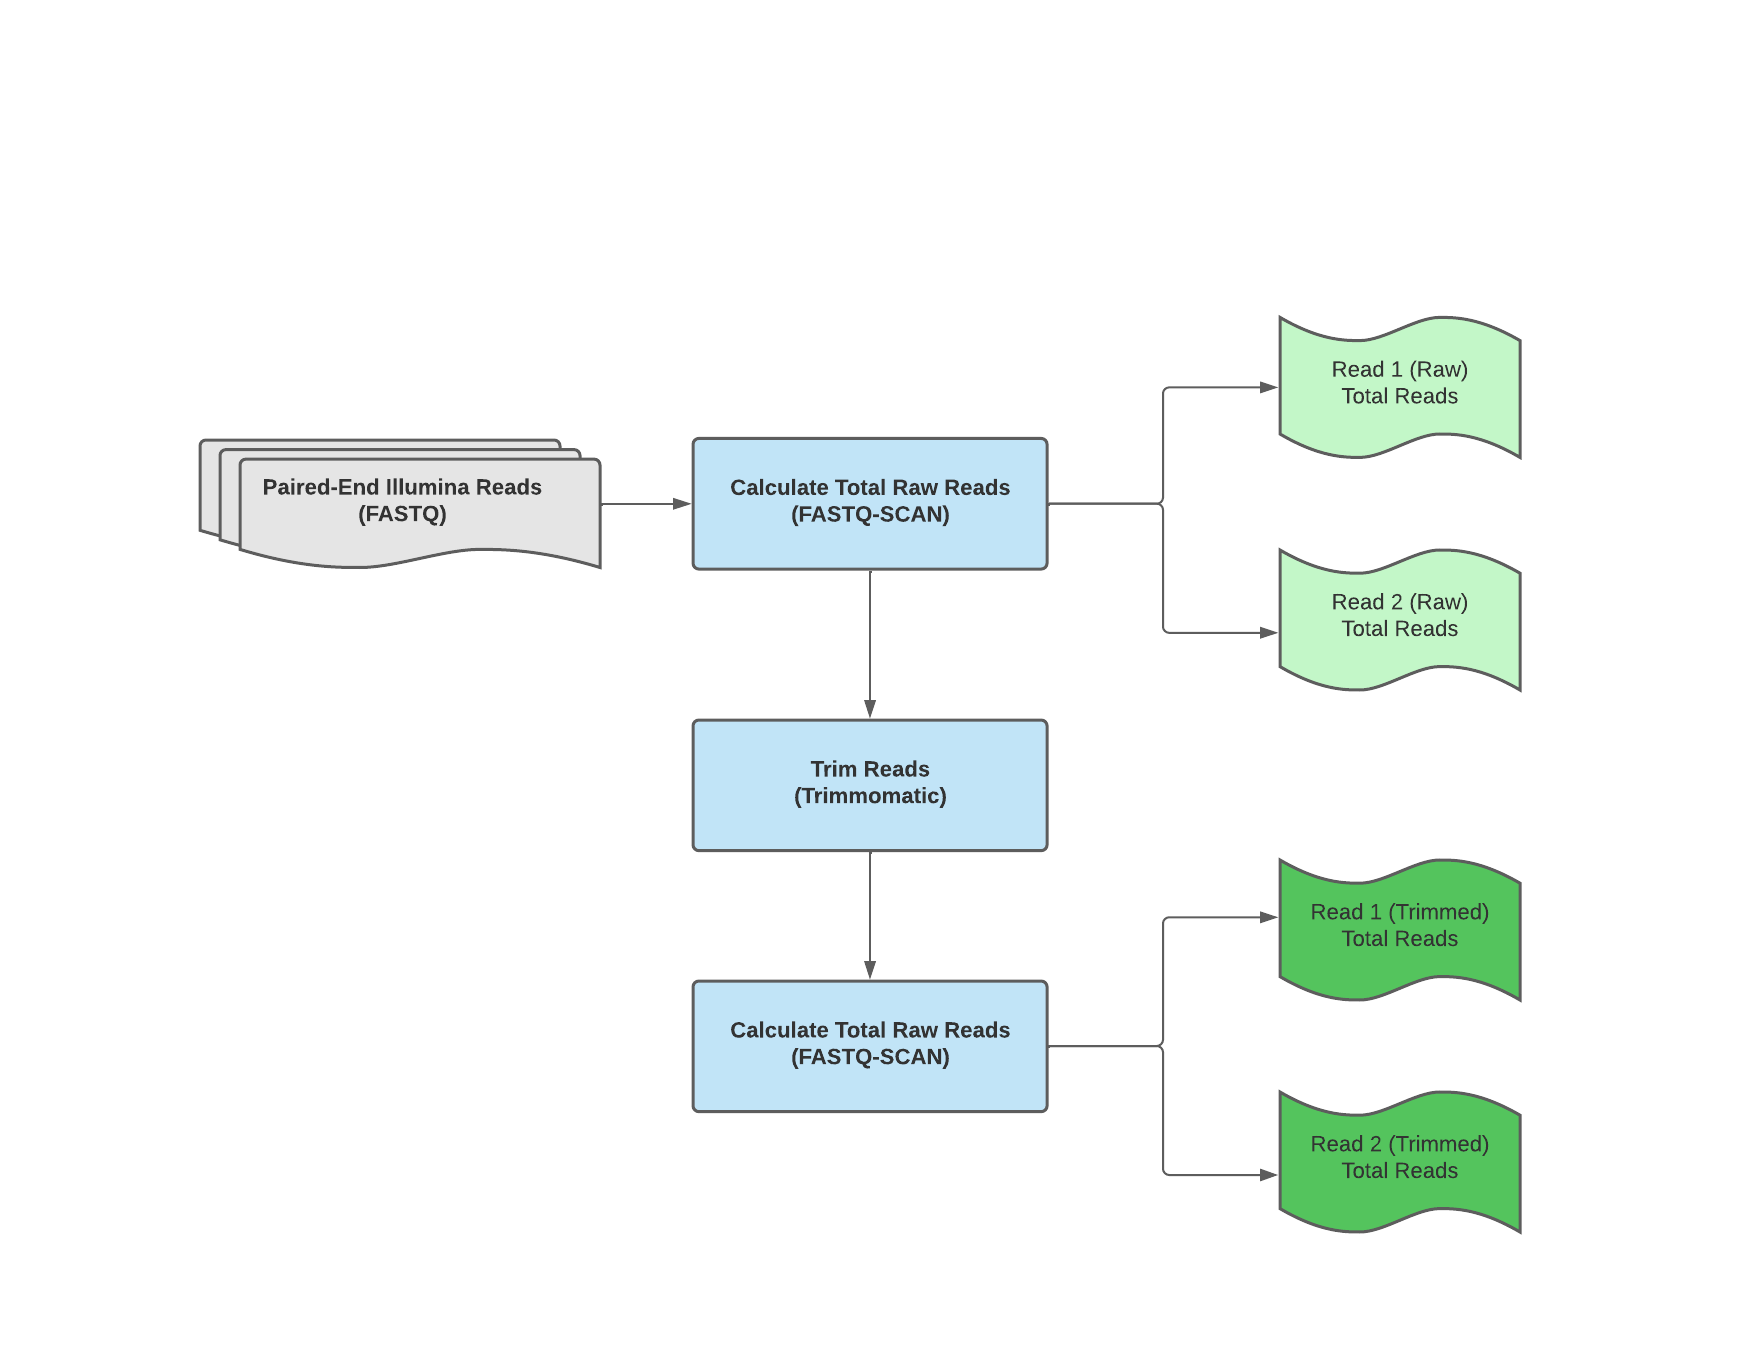 Paired-End Illumina Reads
(FASTQ)
Calculate Total Raw Reads
(FASTQ-SCAN)
Read 1 (Raw)
Total Reads
Read 2 (Raw)
Total Reads
Trim Reads
(Trimmomatic)
Calculate Total Raw Reads
(FASTQ-SCAN)
Read 1 (Trimmed)
Total Reads
Read 2 (Trimmed)
Total Reads